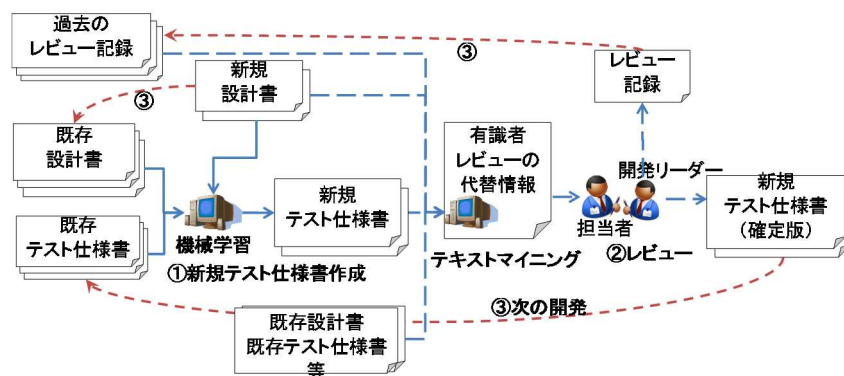 過去の
レビュー記録
③
新規
設計書
③
レビュー
記録
既存
設計書
有識者
レビューの
代替情報
開発リーダー
既存
テスト仕様書
機械学習
新規
テスト仕様書
担当者
新規
テスト仕様書
(確定版)
①新規テスト仕様書作成
テキストマイニング
②レビュー
③次の開発
既存設計書
既存テスト仕様書
等